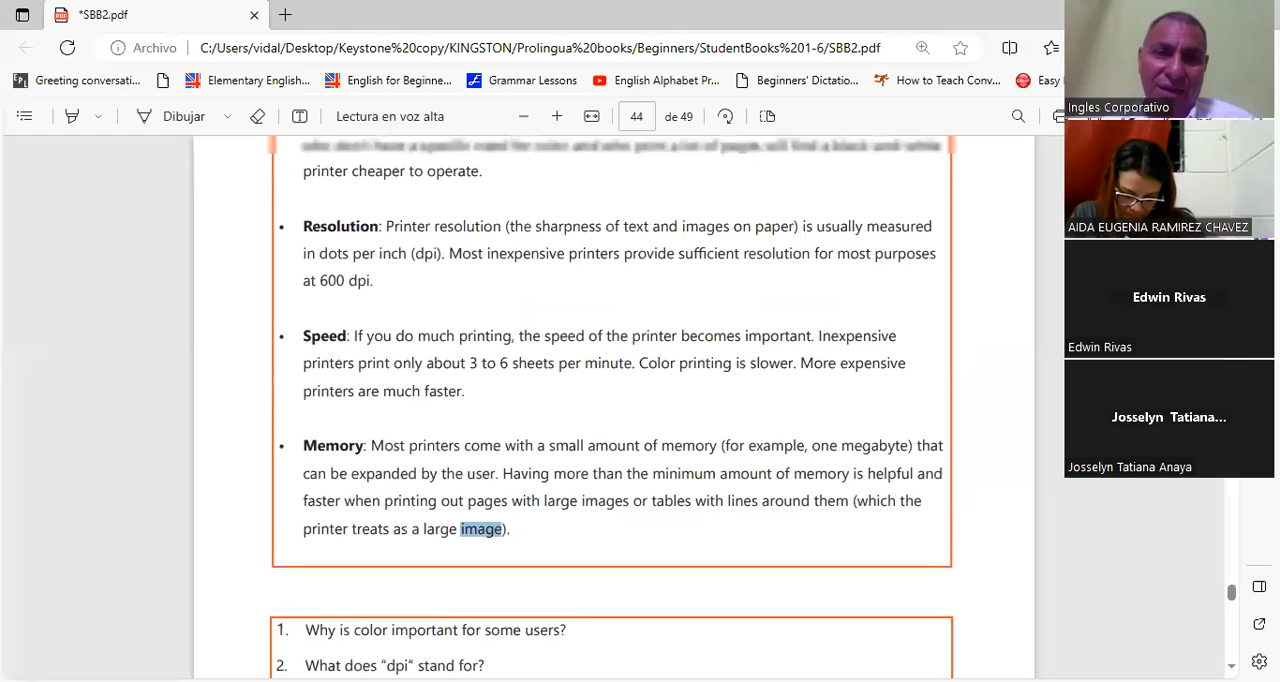 *SBB2.pdf
Archivo
C:/Users/vidal/Desktop/Keystone%20copy/KINGSTON/Prolingua%20books/Beginners/StudentBooks%201-6/SBB2.pdf
Greeting conversati...
Elementary English...
English for Beginne...
Grammar Lessons
English Alphabet Pr...
Beginners' Dictatio...
How to Teach Conv...
Easy
Dibujar
Lectura en voz alta
44
de 49
printer cheaper to operate.
• Resolution: Printer resolution (the sharpness of text and images on paper) is usually measured
in dots per inch (dpi). Most inexpensive printers provide sufficient resolution for most purposes
at 600 dpi.
• Speed: If you do much printing, the speed of the printer becomes important. Inexpensive
printers print only about 3 to 6 sheets per minute. Color printing is slower. More expensive
printers are much faster.
• Memory: Most printers come with a small amount of memory (for example, one megabyte) that
can be expanded by the user. Having more than the minimum amount of memory is helpful and
faster when printing out pages with large images or tables with lines around them (which the
printer treats as a large image).
1. Why is color important for some users?
2. What does "dpi" stand for?
Ingles Corporativo
AIDA EUGENIA RAMIREZ CHAVEZ
Edwin Rivas
Edwin Rivas
Josselyn Tatiana...
Josselyn Tatiana Anaya